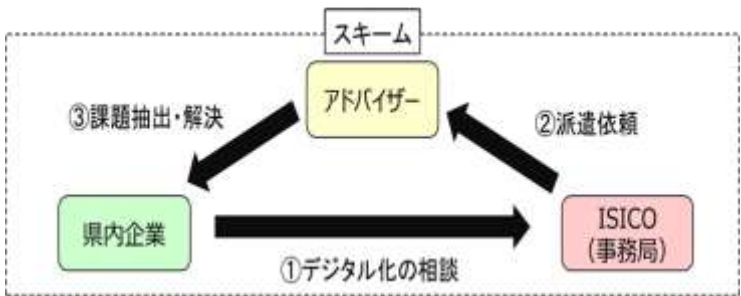 スキーム
アドバイザー
③課題抽出・解決
②派遣依頼
県内企業
ISICO
(事務局)
①デジタル化の相談